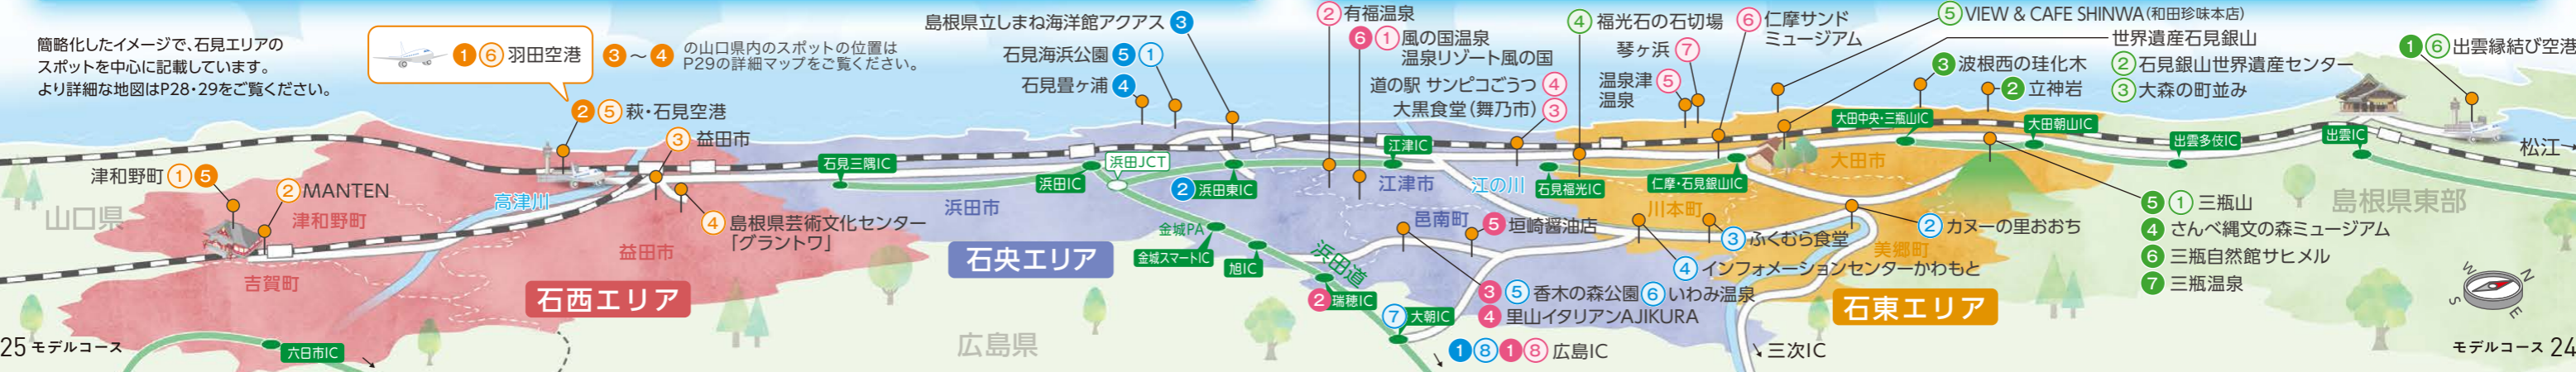 簡略化したイメージで、石見エリアの
スポットを中心に記載しています。
より詳細な地図はP28・29をご覧ください。
1 6 羽田空港
3 ～ 4 の山口県内のスポットの位置は
P29の詳細マップをご覧ください。
2 5 萩・石見空港
3 益田市
津和野町 1 5
2 MANTEN
山口県
津和野町
高津川
吉賀町
益田市
4 島根県芸術文化センター
「グラントワ」
石西エリア
六日市IC
25 モデルコース
島根県立しまね海洋館アクアス 3
石見海浜公園 5 1
石見畳ヶ浦 4
石見三隅IC
浜田IC
浜田JCT
2 浜田東IC
浜田市
石央エリア
金城PA
金城スマートIC
旭IC
浜田道
2 瑞穂IC
7 大朝IC
広島県
2 有福温泉
6 1 風の国温泉
温泉リゾート風の国
道の駅 サンピコごうつ 4
大黒食堂(舞乃市) 3
江津IC
江津市
江の川
邑南町
5 垣崎醤油店
3 5 香木の森公園 6 いわみ温泉
4 里山イタリアンAJIKURA
1 8 1 8 広島IC
4 福光石の石切場
琴ヶ浜 7
温泉津 5
温泉
6 仁摩サンド
ミュージアム
石見福光IC
仁摩・石見銀山IC
川本町
3 ふくむら食堂
4 インフォメーションセンターかわもと
5 VIEW & CAFE SHINWA(和田珍味本店)
世界遺産石見銀山
2 石見銀山世界遺産センター
3 大森の町並み
3 波根西の珪化木
2 立神岩
大田中央・三瓶山IC
大田朝山IC
大田市
2 カヌーの里おおち
美郷町
石東エリア
三次IC
出雲多伎IC
出雲IC
1 6 出雲縁結び空港
松江→
島根県東部
5 1 三瓶山
4 さんべ縄文の森ミュージアム
6 三瓶自然館サヒメル
7 三瓶温泉
W N
S E
モデルコース 24